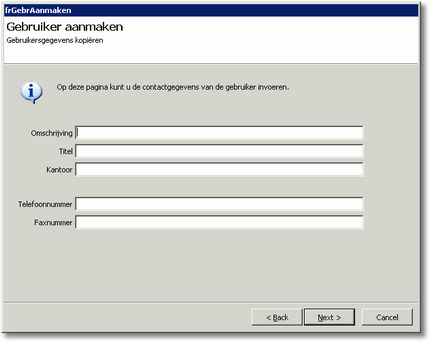 frGebrAanmaken
Gebruiker aanmaken
Gebruikersgegevens kopiëren
Op deze pagina kunt u de contactgegevens van de gebruiker invoeren.
Omschrijving
Titel
Kantoor
Telefoonnummer
Faxnummer
< Back Next > Cancel